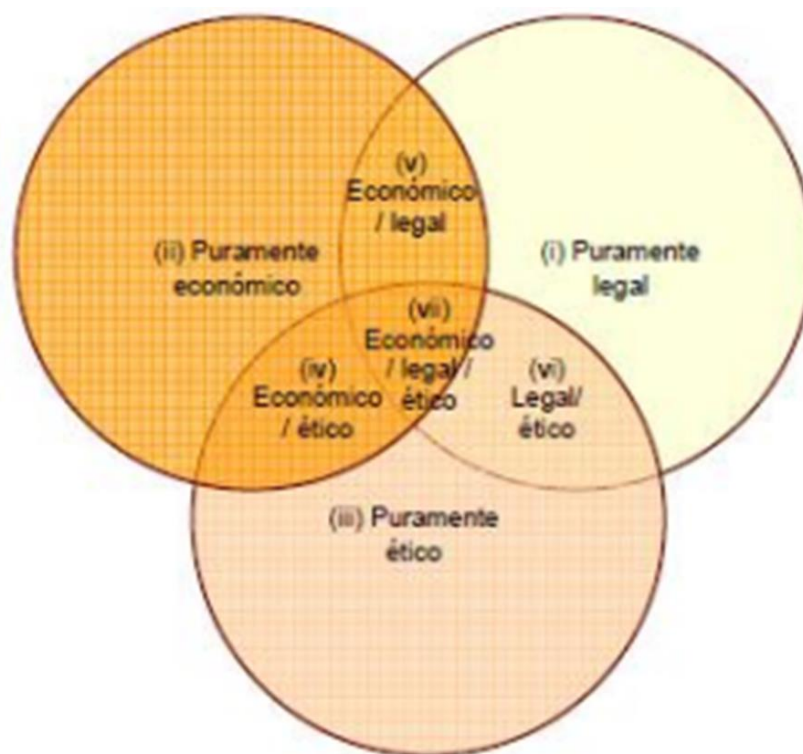 (v)
Económico
/ legal
(ii) Puramente
económico
(i) Puramente
legal
(vii)
Económico
/ legal /
ético
(iv)
Económico
/ ético
(vi)
Legal/
ético
(iii) Puramente
ético